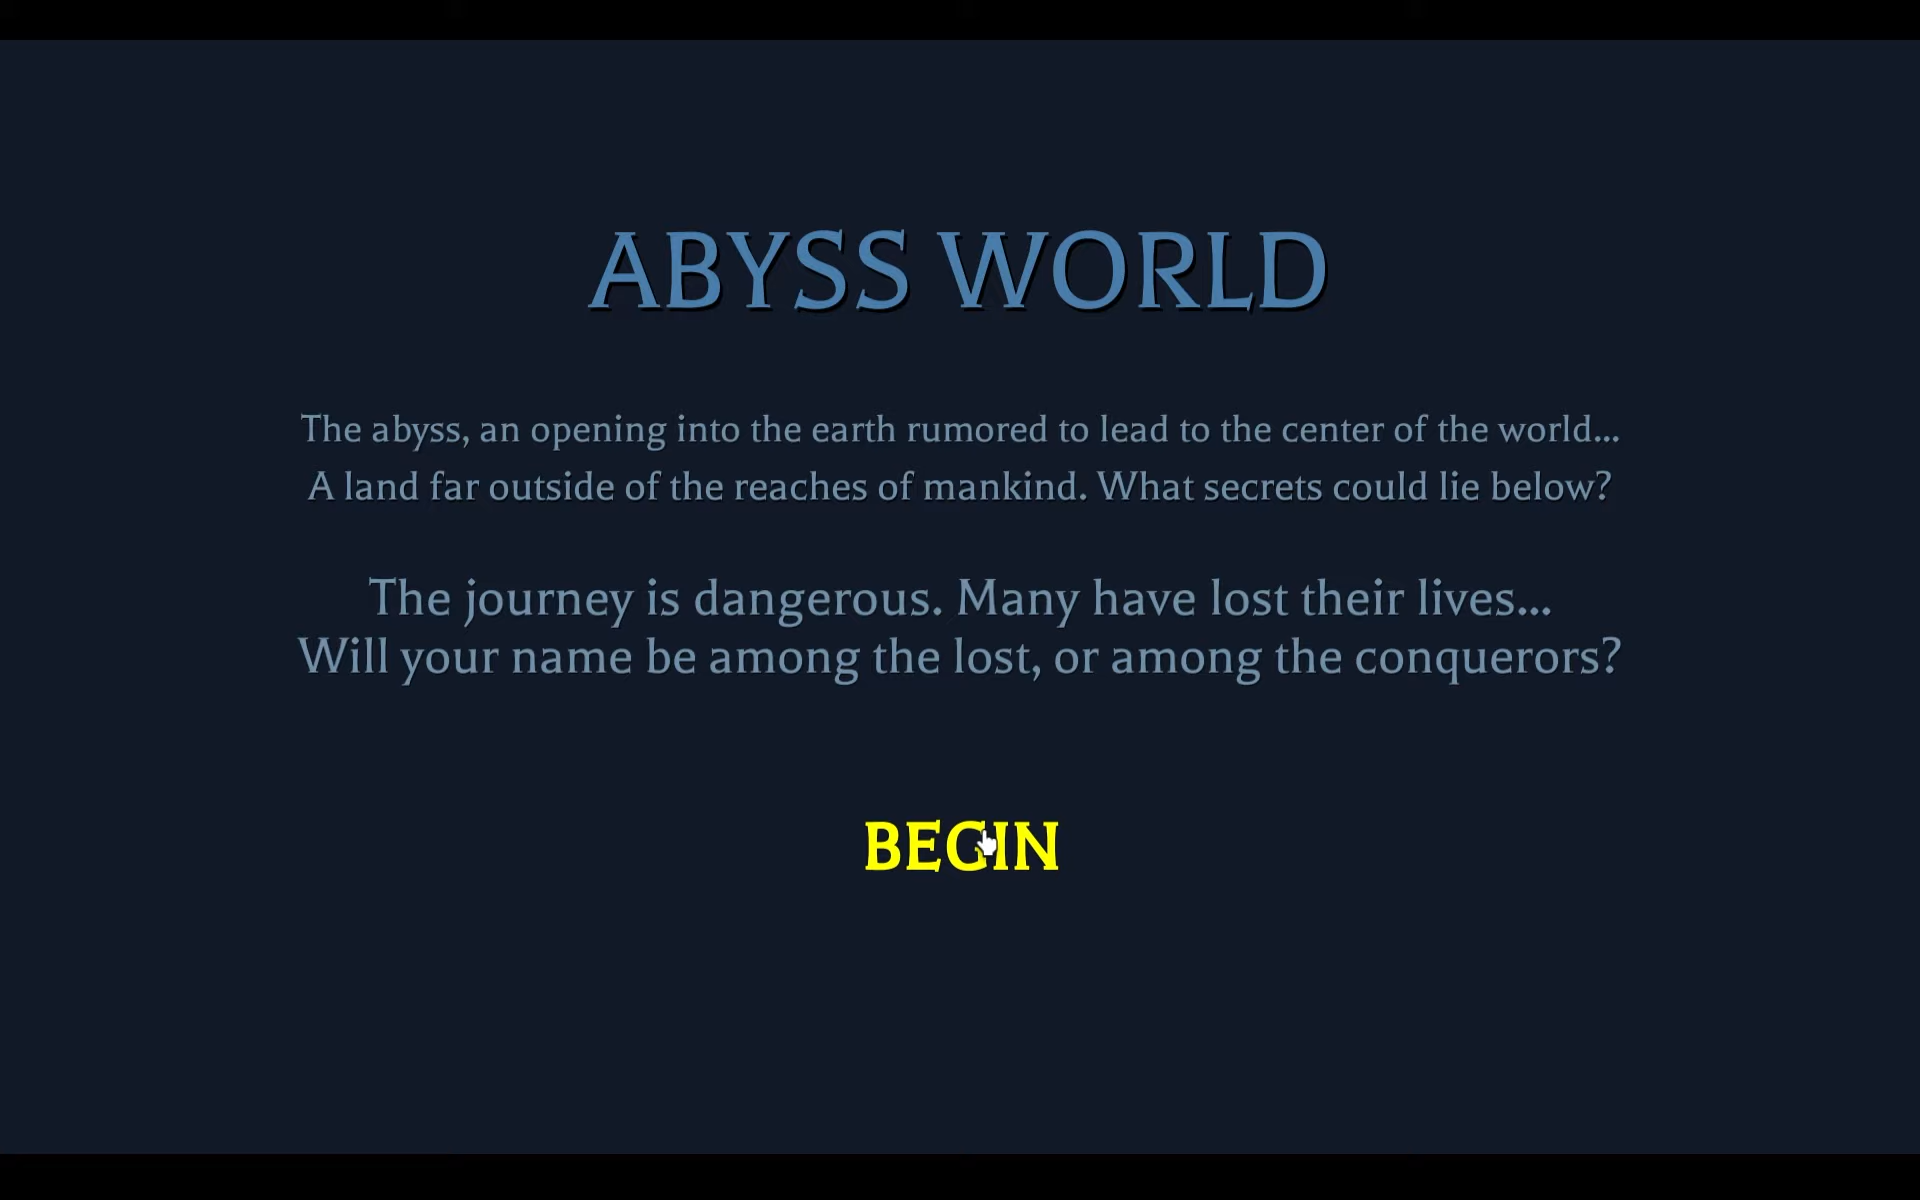 ABYSS WORLD
The abyss, an opening into the earth rumored to lead to the center of the world...
A land far outside of the reaches of mankind. What secrets could lie below?
The journey is dangerous. Many have lost their lives...
Will your name be among the lost, or among the conquerors?
BEGIN